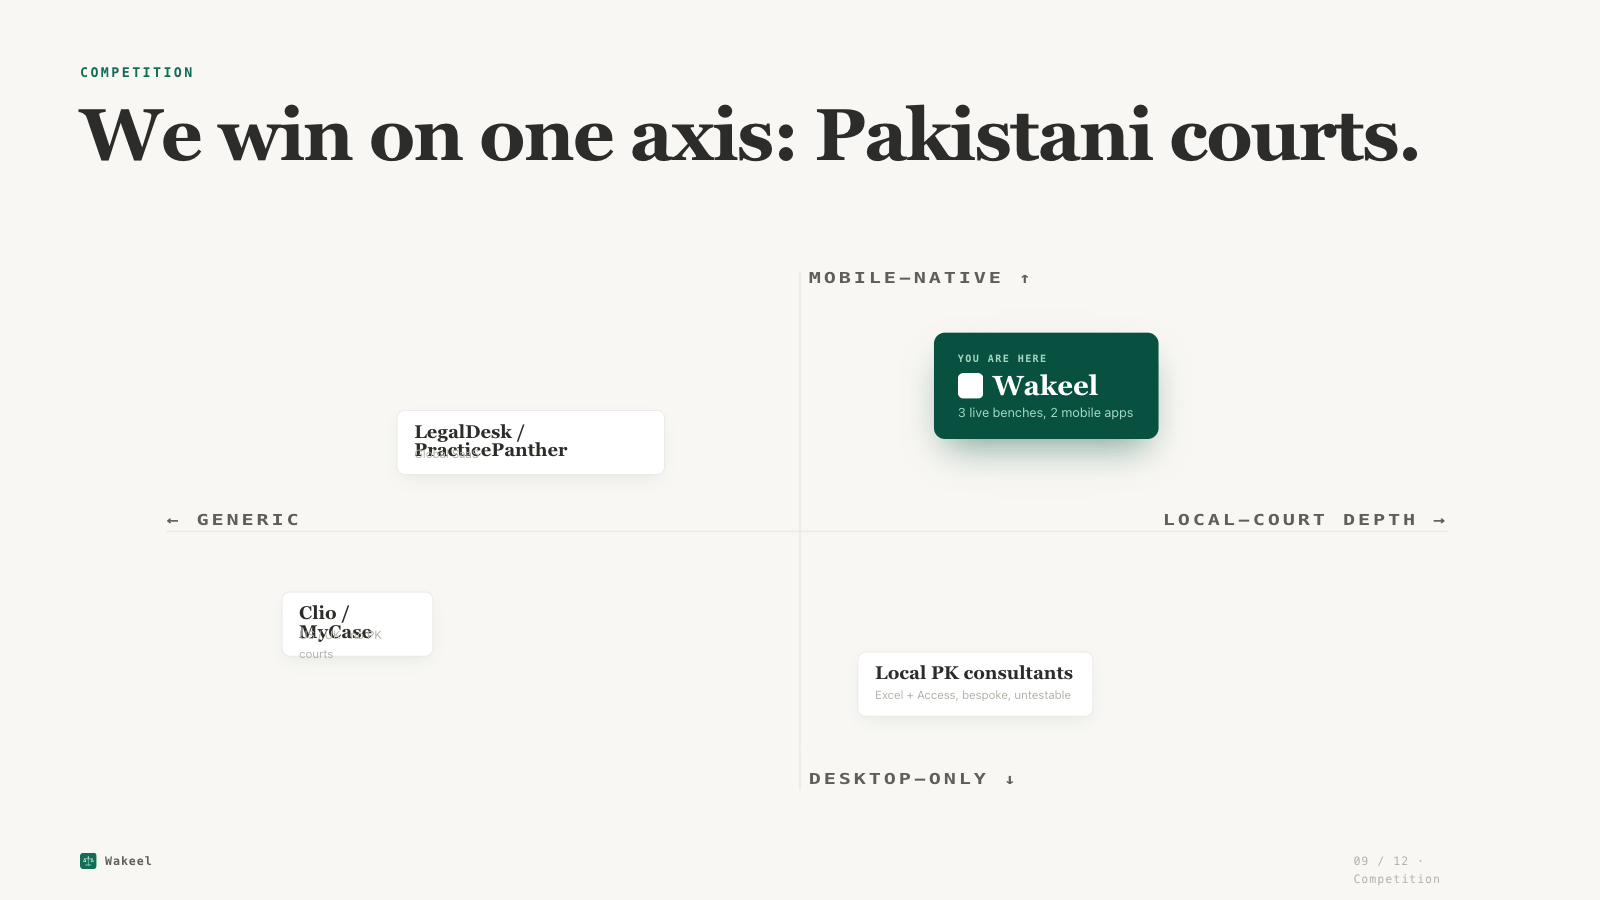 COMPETITION
We win on one axis: Pakistani courts.
MOBILE—NATIVE ↑
YOU ARE HERE
Wakeel
3 live benches, 2 mobile apps
LegalDesk /
PracticePanther
← GENERIC
LOCAL—COURT DEPTH →
Clio /
MyCase
PK
courts
Local PK consultants
Excel + Access, bespoke, untestable
DESKTOP—ONLY ↓
Wakeel
09 / 12 ·
Competition